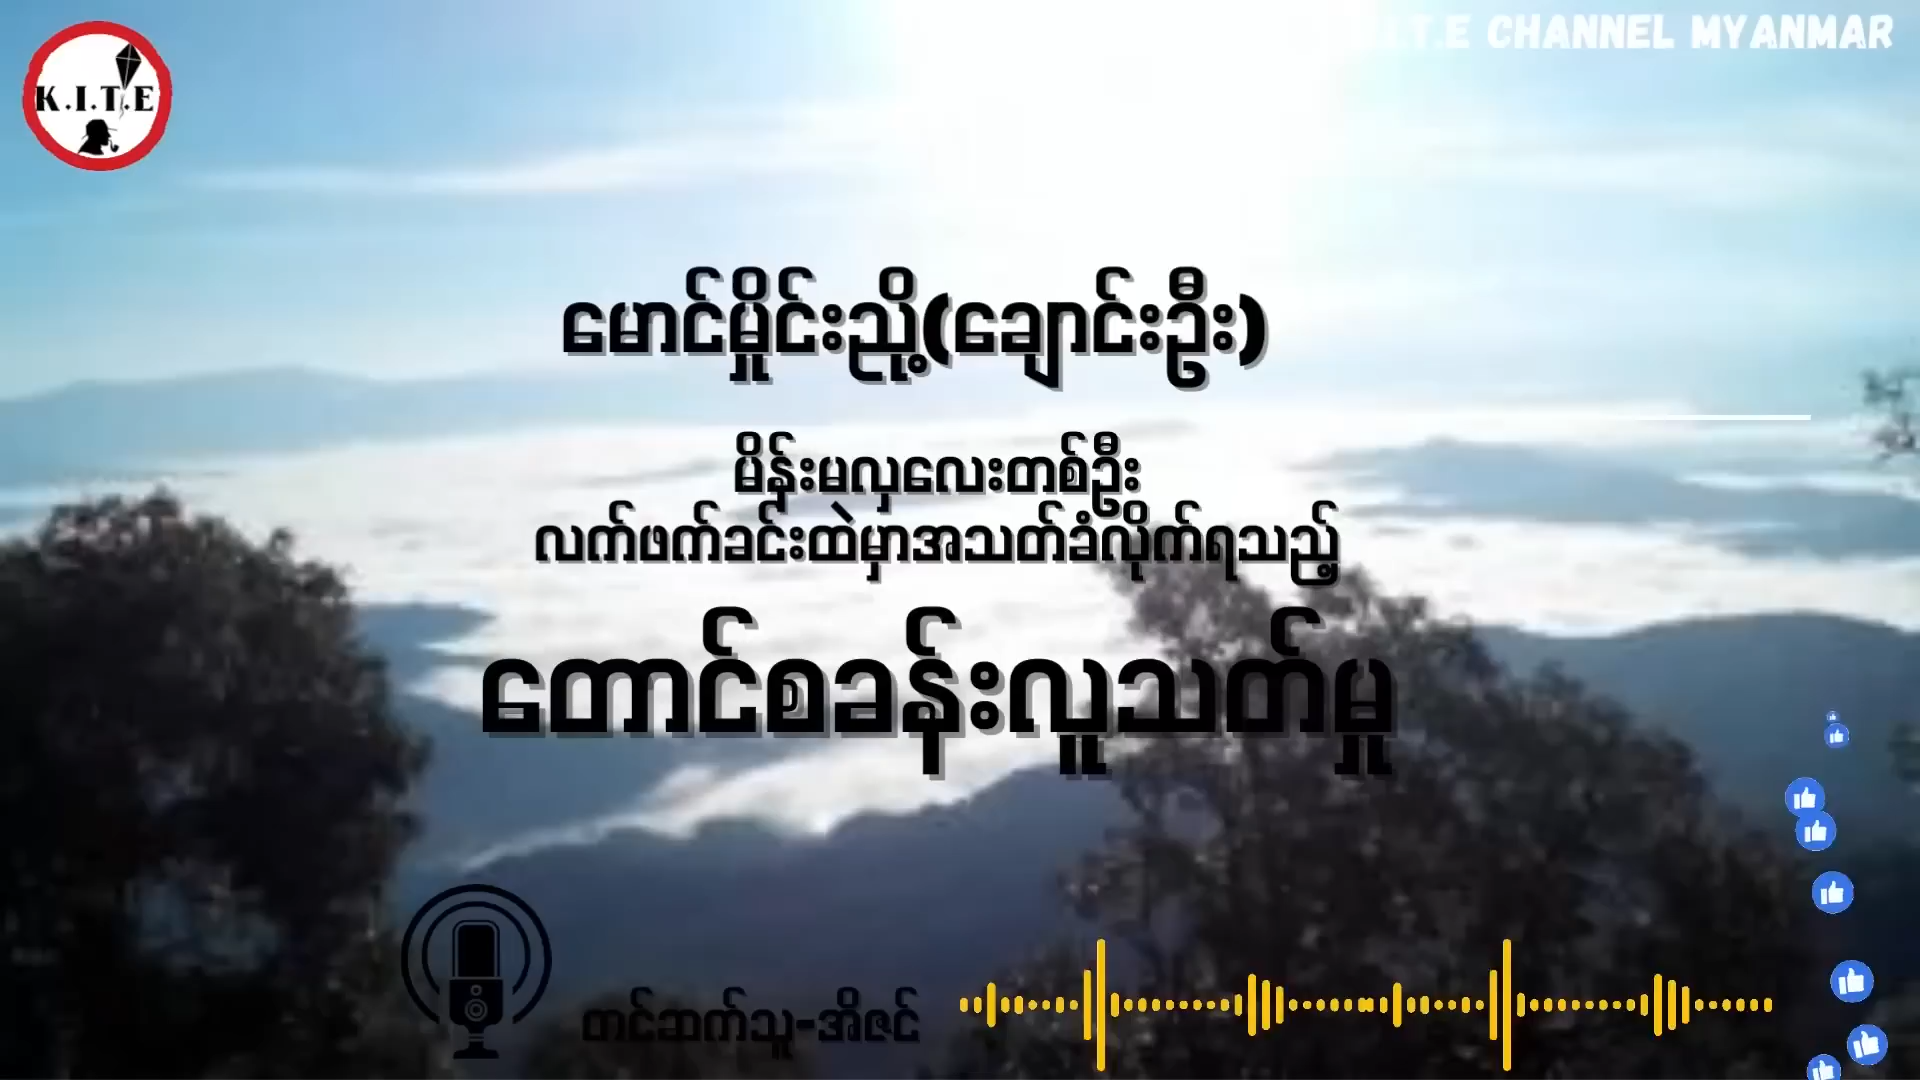 K.I.T.E
I.T.E CHANNEL MYANMAR
မောင်မှိုင်းညို့(ချောင်းဦး)
မိန်းမလှလေးတစ်ဦး
လက်ဖက်ခင်းထဲမှာအသတ်ခံလိုက်ရသည့်
တောင်စခန်းလူသတ်မှု
တင်ဆက်သူ-အိဇင်